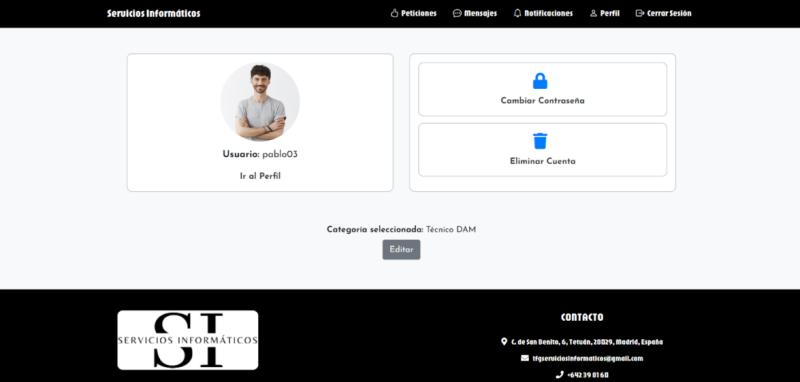 Servicios Informáticos
Peticiones
Mensajes
Notificaciones
Perfil
Cerrar Sesión
Usuario: pablo03
Ir al Perfil
Cambiar Contraseña
Eliminar Cuenta
Categoria seleccionada: Técnico DAM
Editar
SI
SERVICIOS INFORMÁTICOS
CONTACTO
C. de San Benito, 6, Tetuán, 28029, Madrid, España
tfgserviciosinformaticos@gmail.com
+642 39 01 60